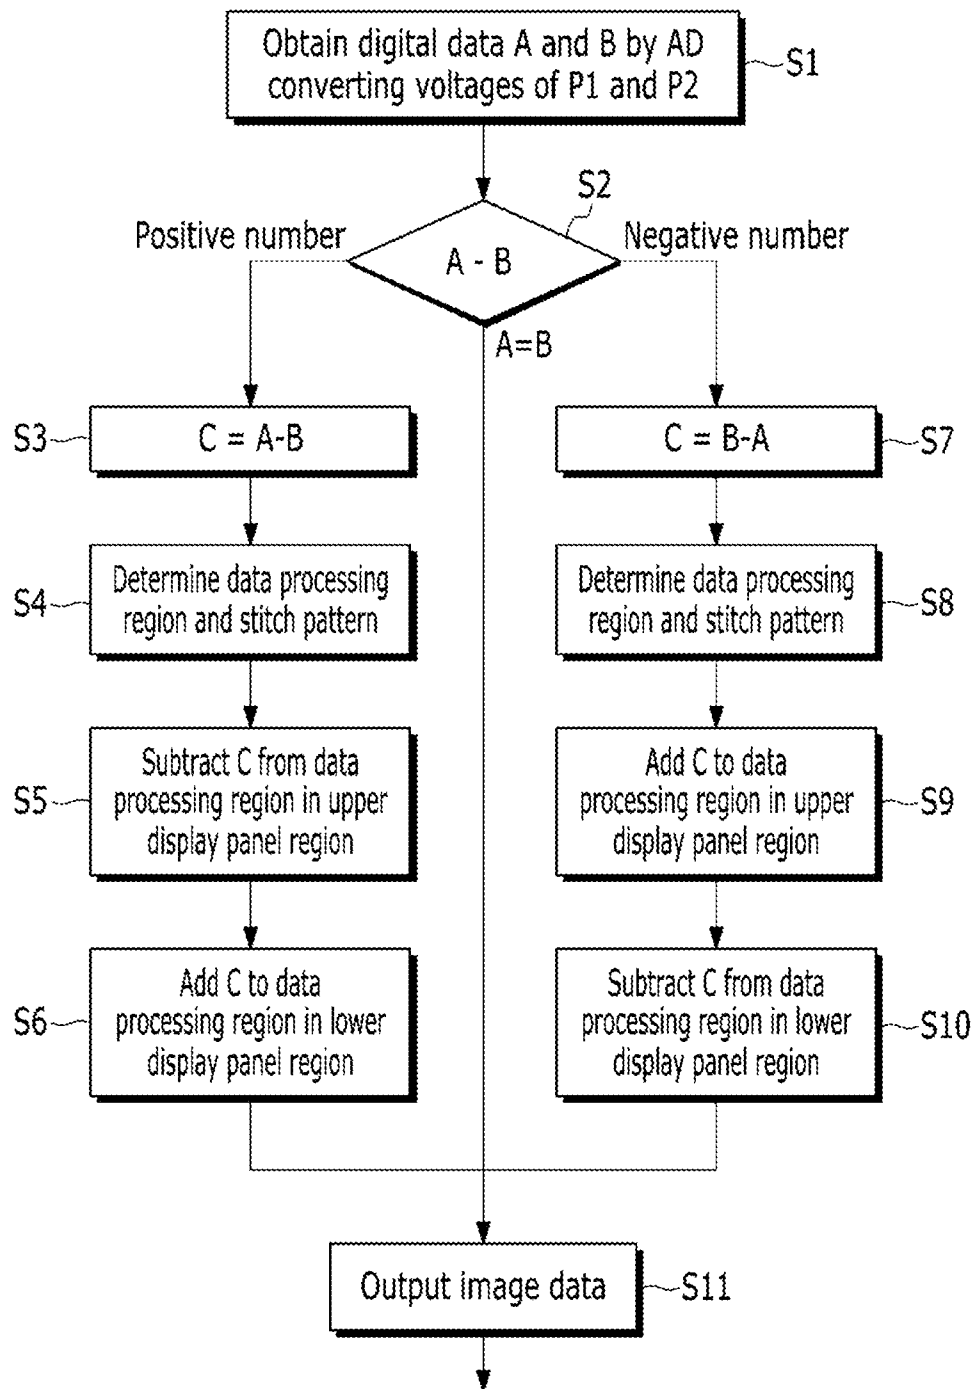 Obtain digital data A and B by AD
converting voltages of P1 and P2
S1
S2
Positive number
A - B
Negative number
A=B
S3
C = A-B
C = B-A
S7
S4
Determine data processing
region and stitch pattern
Determine data processing
region and stitch pattern
S8
S5
Subtract C from data
processing region in upper
display panel region
Add C to data
processing region in upper
display panel region
S9
S6
Add C to data
processing region in lower
display panel region
Subtract C from data
processing region in lower
display panel region
S10
Output image data
S11